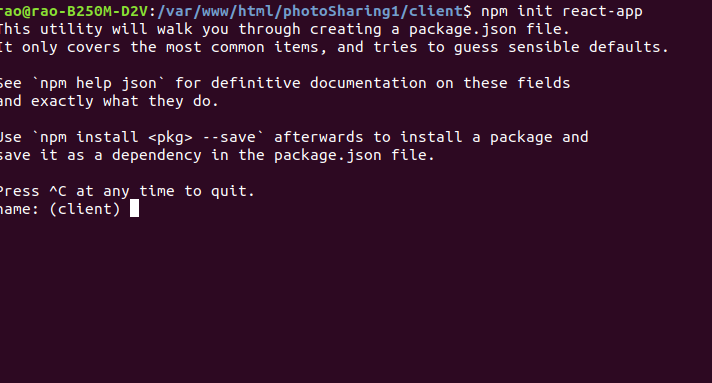 rao@rao-B250M-D2V:/var/www/html/photoSharing1/client$ npm init react-app
This utility will walk you through creating a package.json file.
It only covers the most common items, and tries to guess sensible defaults.
See `npm help json` for definitive documentation on these fields
and exactly what they do.
Use `npm install <pkg> --save` afterwards to install a package and
save it as a dependency in the package.json file.
Press ^C at any time to quit.
name: (client)